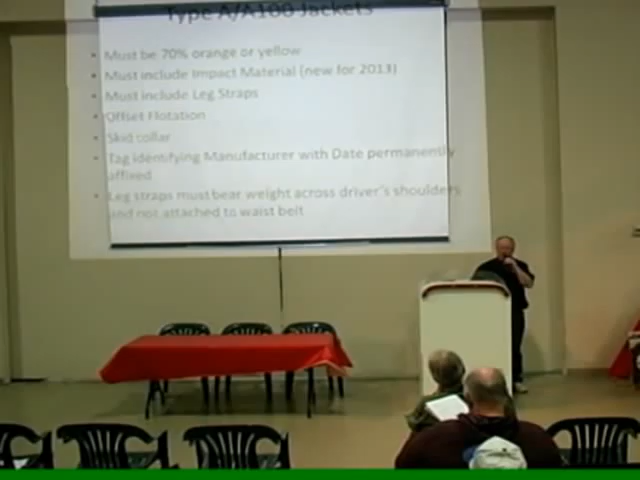 Type A/A100 Jackets
• Must be 70% orange or yellow
• Must include Impact Material (new for 2013)
• Must include Leg Straps
• Offset Flotation
• Skid collar
• Tag identifying Manufacturer with Date permanently
affixed
• Leg straps must bear weight across driver's shoulders
and not attached to waist belt